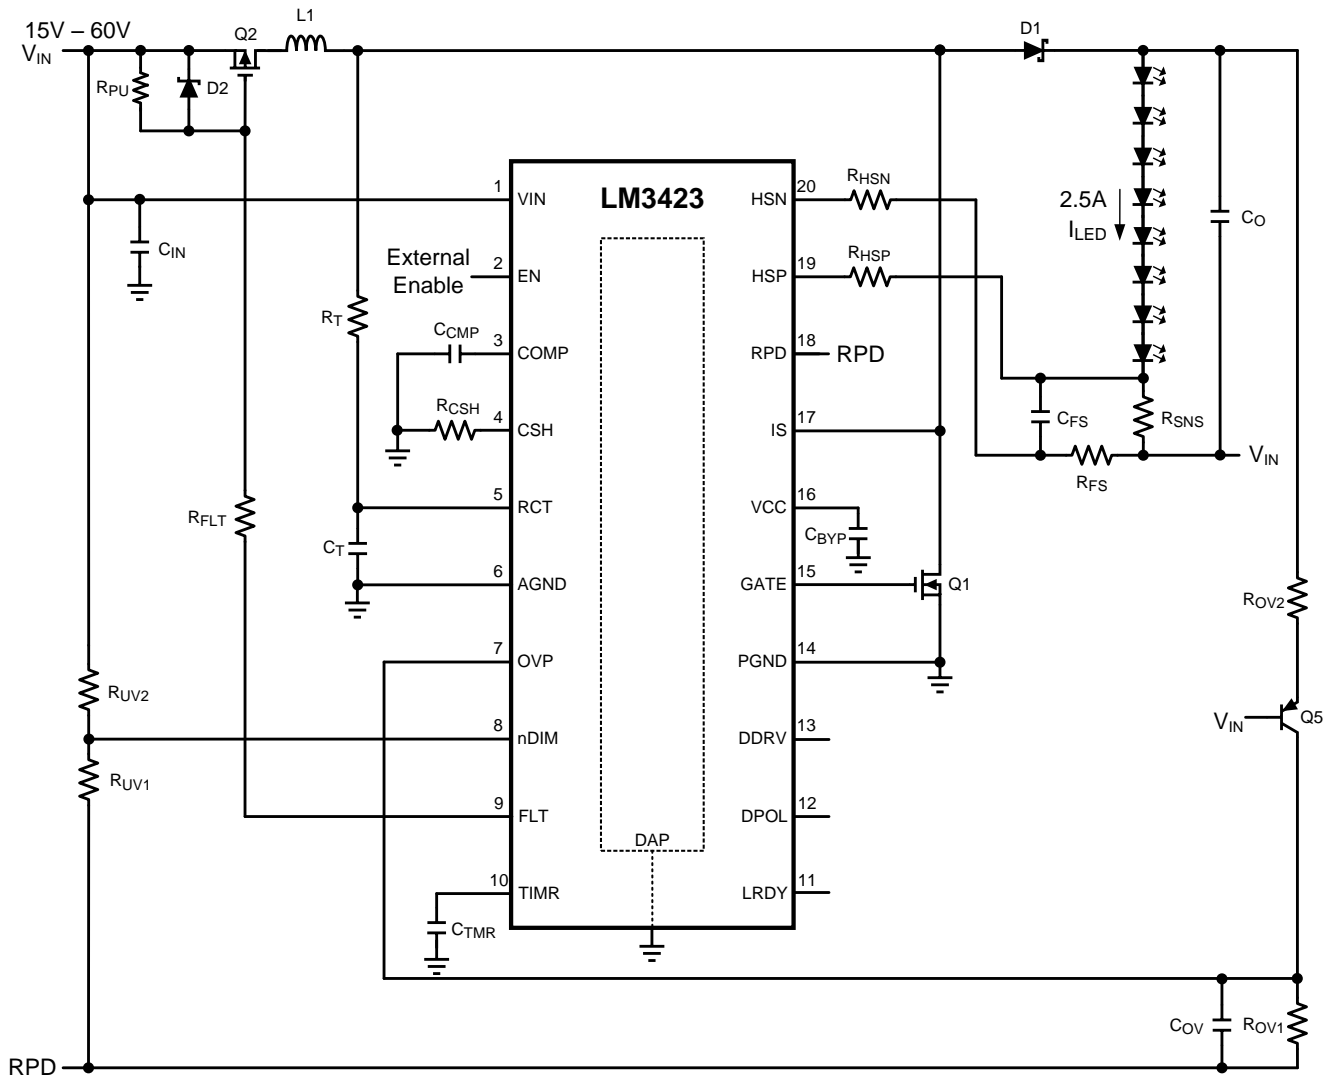 15V – 60V
VIN
Q2
L1
D1
RPU
D2
LM3423
1
VIN
HSN
20
RHSN
2.5A
ILED
CO
CIN
External
Enable
2
EN
HSP
19
RHSP
RT
CCMP
3
COMP
RPD
18
RPD
RCSH
4
CSH
IS
17
CFS
RSNS
RFS
VIN
RFLT
5
RCT
VCC
16
CBYP
CT
6
AGND
GATE
15
Q1
ROV2
7
OVP
PGND
14
RUV2
8
nDIM
DDRV
13
VIN
Q5
RUV1
9
FLT
DPOL
12
DAP
10
TIMR
LRDY
11
CTMR
COV
ROV1
RPD